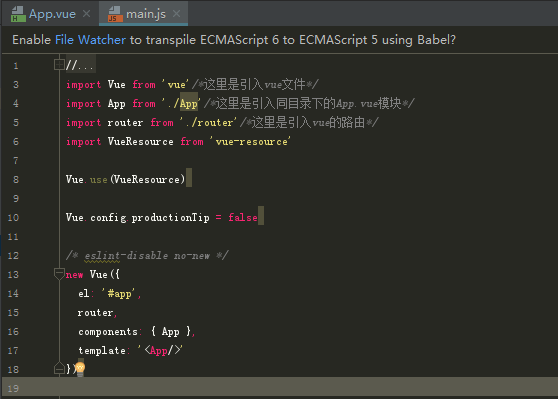 App.vue main.js
Enable File Watcher to transpile ECMAScript 6 to ECMAScript 5 using Babel?
1 //...
3 import Vue from 'vue'/*这里是引入vue文件*/
4 import App from './App'/*这里是引入同目录下的App.vue模块*/
5 import router from './router'/*这里是引入vue的路由*/
6 import VueResource from 'vue-resource'
7
8 Vue.use(VueResource)
9
10 Vue.config.productionTip = false
11
12 /* eslint-disable no-new */
13 new Vue({
14 el: '#app',
15 router,
16 components: { App },
17 template: '<App/>'
18 })
19